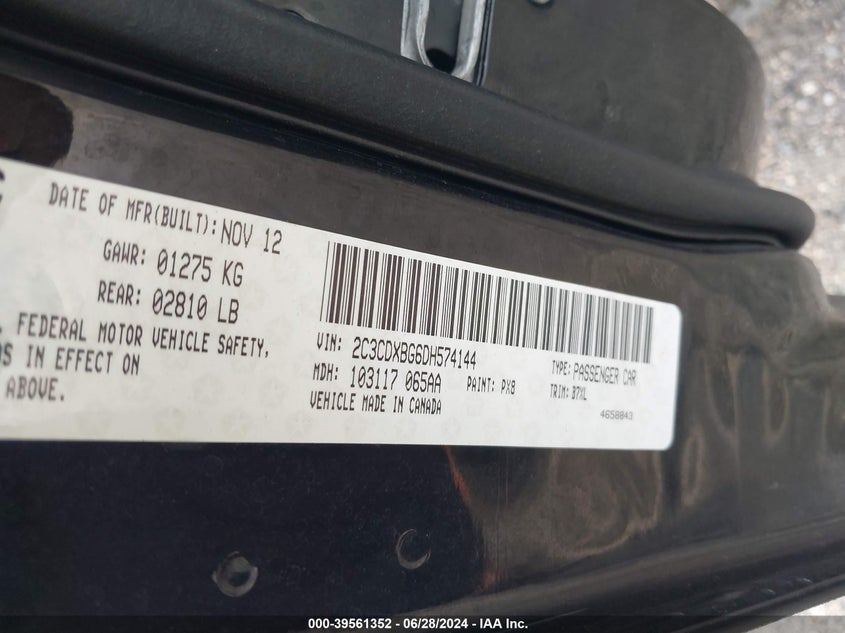 DATE OF MFR(BUILT): NOV 12
GAWR: 01275 KG
REAR: 02810 LB
FEDERAL MOTOR VEHICLE SAFETY,
IN EFFECT ON
ABOVE.
VIN: 2C3CDXBG6DH574144
TYPE: PASSENGER CAR
MDH: 103117 065AA PAINT: PX8 TRIM: B7XL
VEHICLE MADE IN CANADA
4658843
000-39561352 / 06/28/2024 - IAA Inc.